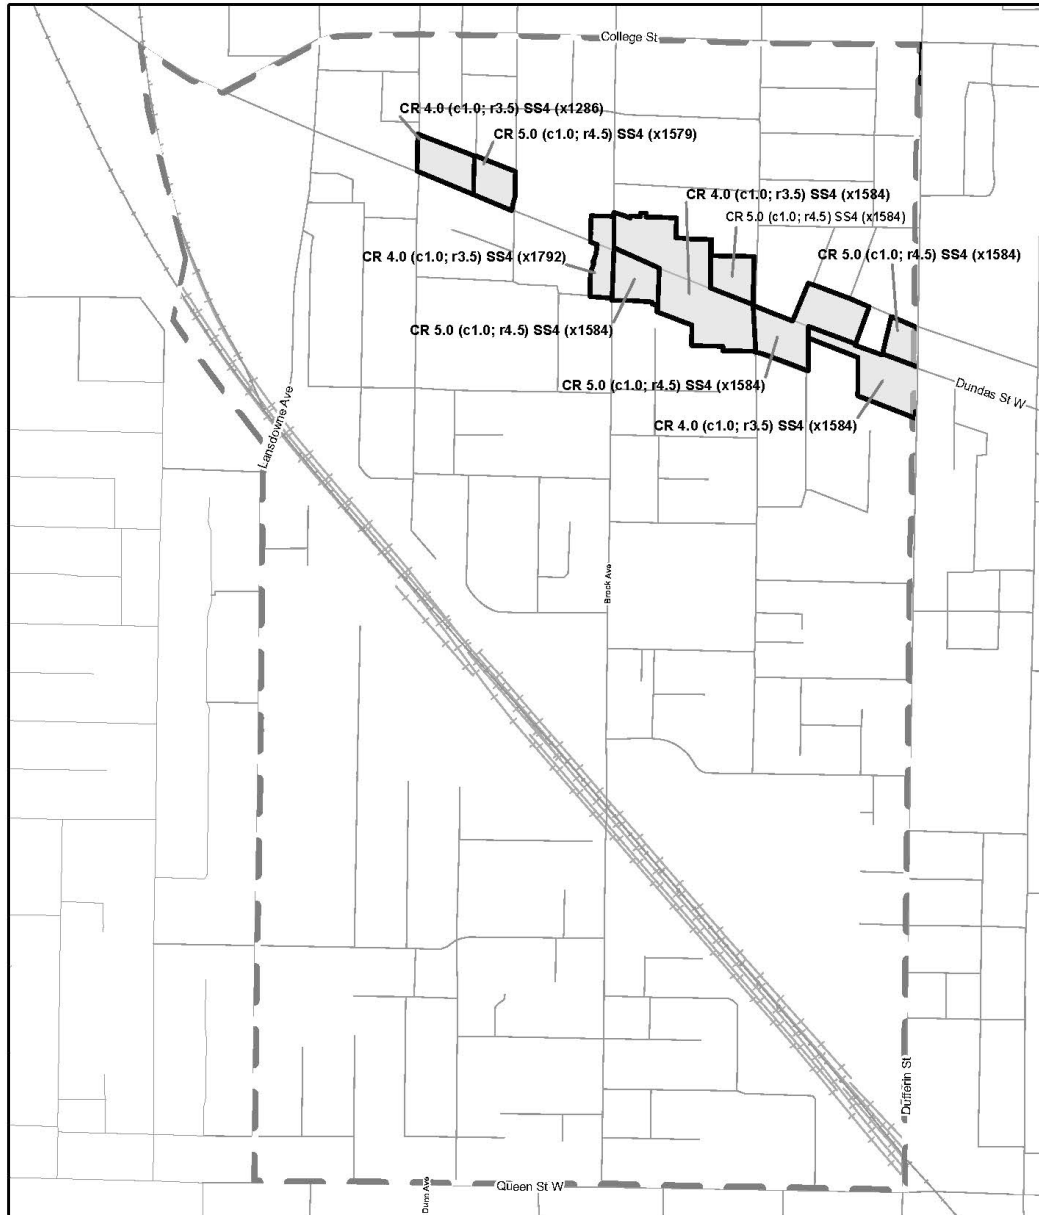 College St
CR 4.0 (c1.0; r3.5) SS4 (x1286)
CR 5.0 (c1.0; r4.5) SS4 (x1579)
CR 4.0 (c1.0; r3.5) SS4 (x1584)
CR 5.0 (c1.0; r4.5) SS4 (x1584)
CR 4.0 (c1.0; r3.5) SS4 (x1792)
CR 5.0 (c1.0; r4.5) SS4 (x1584)
CR 5.0 (c1.0; r4.5) SS4 (x1584)
CR 5.0 (c1.0; r4.5) SS4 (x1584)
Dundas St W
CR 4.0 (c1.0; r3.5) SS4 (x1584)
Lansdowne Ave
Brock Ave
Dufferin St
Dunn Ave
Queen St W